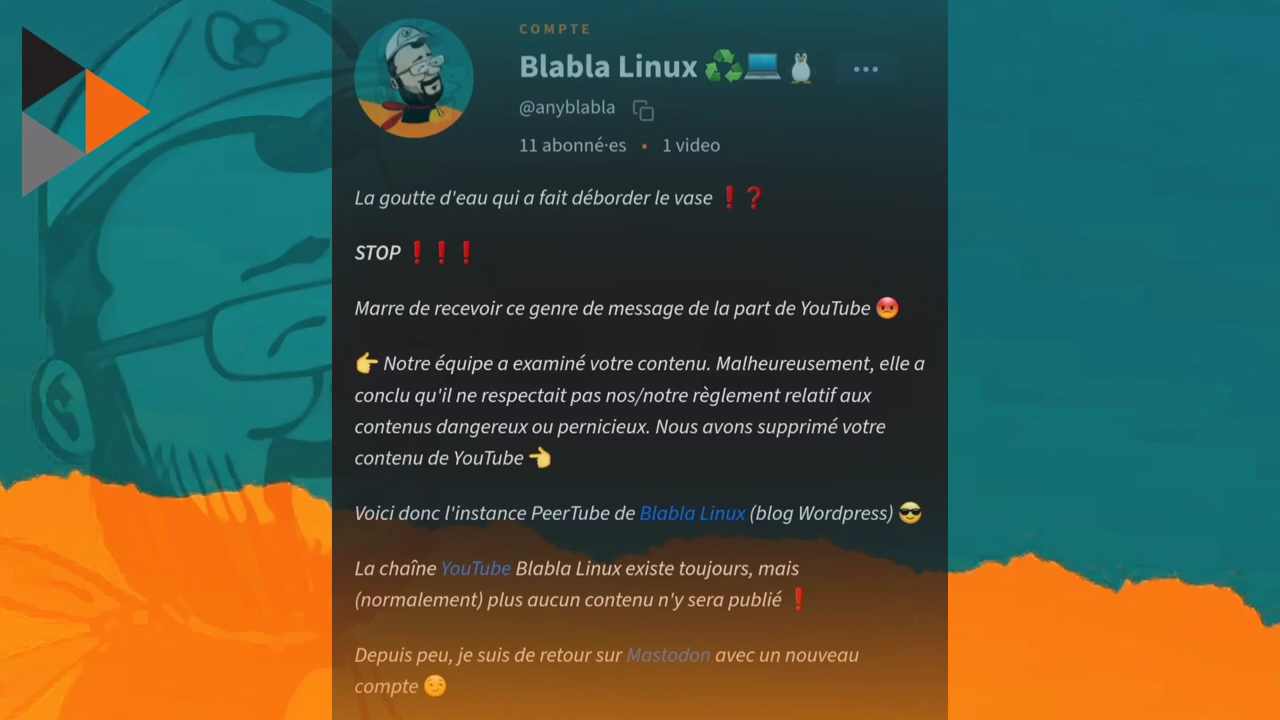 COMPTE
Blabla Linux ♻️💻🐧
@anyblabla
11 abonné·es • 1 video
La goutte d'eau qui a fait déborder le vase ❗❓
STOP ❗❗❗
Marre de recevoir ce genre de message de la part de YouTube 😡
👉 Notre équipe a examiné votre contenu. Malheureusement, elle a
conclu qu'il ne respectait pas nos/notre règlement relatif aux
contenus dangereux ou pernicieux. Nous avons supprimé votre
contenu de YouTube 👈
Voici donc l'instance PeerTube de Blabla Linux (blog Wordpress) 😎
La chaîne YouTube Blabla Linux existe toujours, mais
(normalement) plus aucun contenu n'y sera publié ❗
Depuis peu, je suis de retour sur Mastodon avec un nouveau
compte 😏